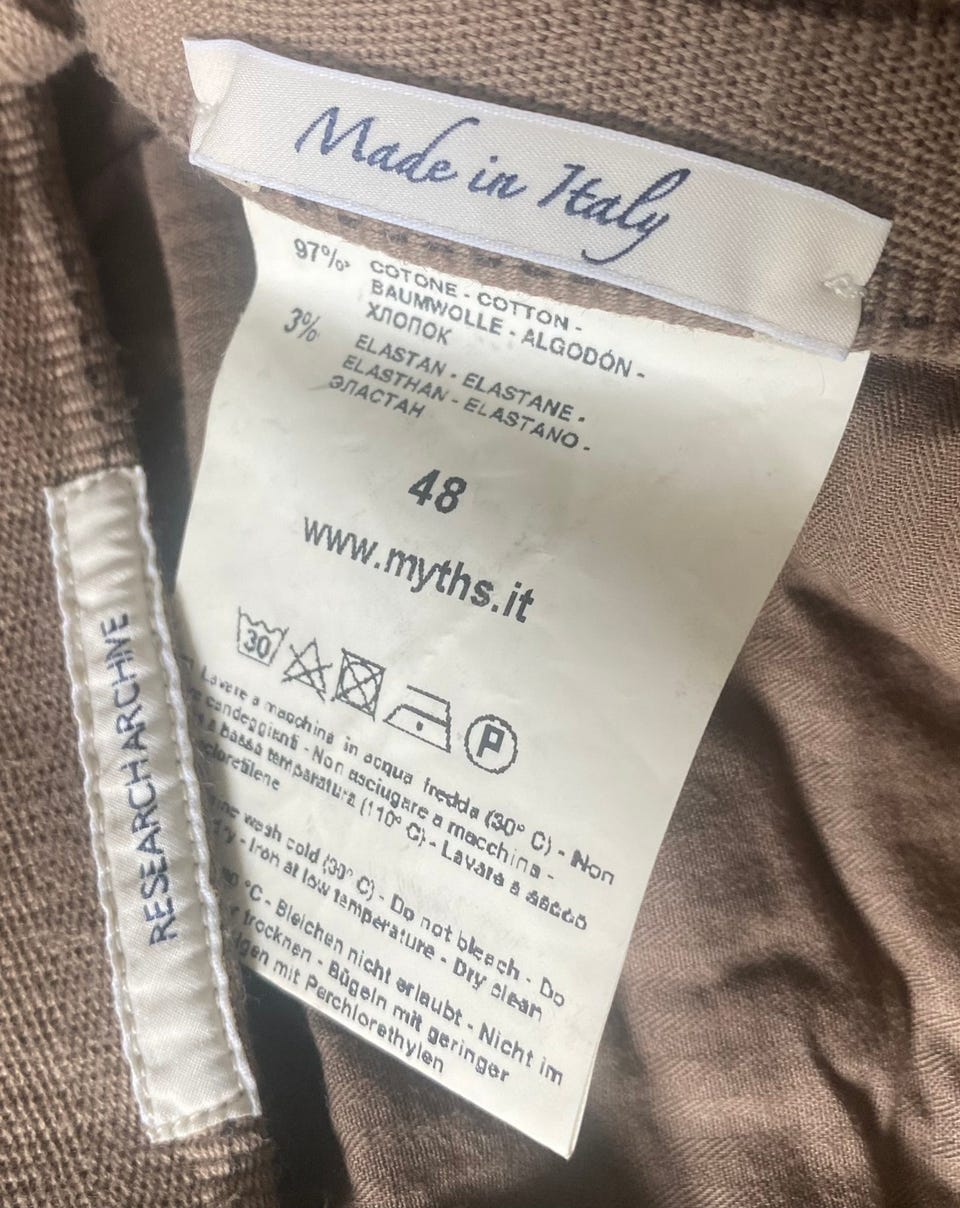 Made in Italy
97% COTONE - COTTON -
BAUMWOLLE - ALGODÓN -
ХЛОПОК
3% ELASTAN - ELASTANE -
ELASTHAN - ELASTANO -
ЭЛАСТАН
48
www.myths.it
30
P
Lavare a macchina in acqua fredda (30° C) - Non
candeggianti - Non asciugare a macchina -
a bassa temperatura (110° C) - Lavara a
wash cold (30° C) - Do not bleach - Do
- Iron at low temperature - Dry clean
°C - Bleichen nicht erlaubt - Nicht im
trocknen - Bügeln mit geringer
mit Perchlorethylen
RESEARCHARCHIVE